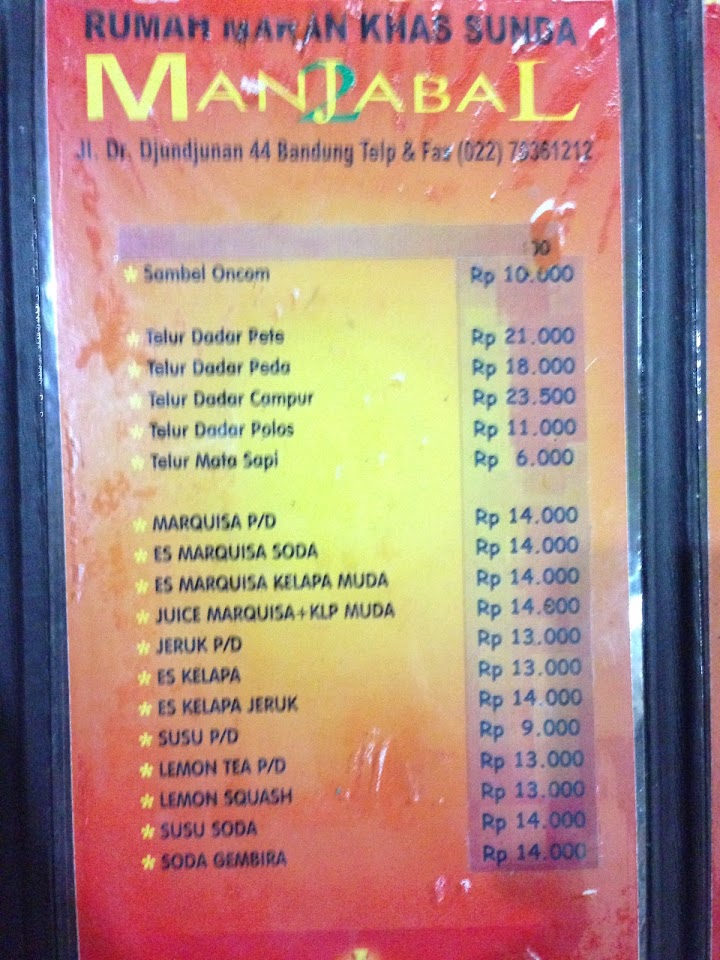 RUMAH MAKAN KHAS SUNDA
MANJABAL 2
Jl. Dr. Djundjunan 44 Bandung Telp & Fax (022) 76361212
Sambel Oncom Rp 10.000
Telur Dadar Pete Rp 21.000
Telur Dadar Peda Rp 18.000
Telur Dadar Campur Rp 23.500
Telur Dadar Polos Rp 11.000
Telur Mata Sapi Rp 6.000
MARQUISA P/D Rp 14.000
ES MARQUISA SODA Rp 14.000
ES MARQUISA KELAPA MUDA Rp 14.000
JUICE MARQUISA+KLP MUDA Rp 14.000
JERUK P/D Rp 13.000
ES KELAPA Rp 13.000
ES KELAPA JERUK Rp 14.000
SUSU P/D Rp 9.000
LEMON TEA P/D Rp 13.000
LEMON SQUASH Rp 13.000
SUSU SODA Rp 14.000
SODA GEMBIRA Rp 14.000